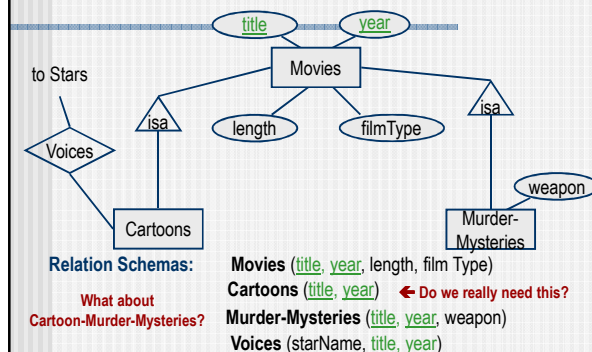 title
year
Movies
to Stars
isa
isa
length
filmType
Voices
weapon
Cartoons
Murder-
Mysteries
Relation Schemas:
Movies (title, year, length, film Type)
Cartoons (title, year)
← Do we really need this?
What about
Cartoon-Murder-Mysteries?
Murder-Mysteries (title, year, weapon)
Voices (starName, title, year)